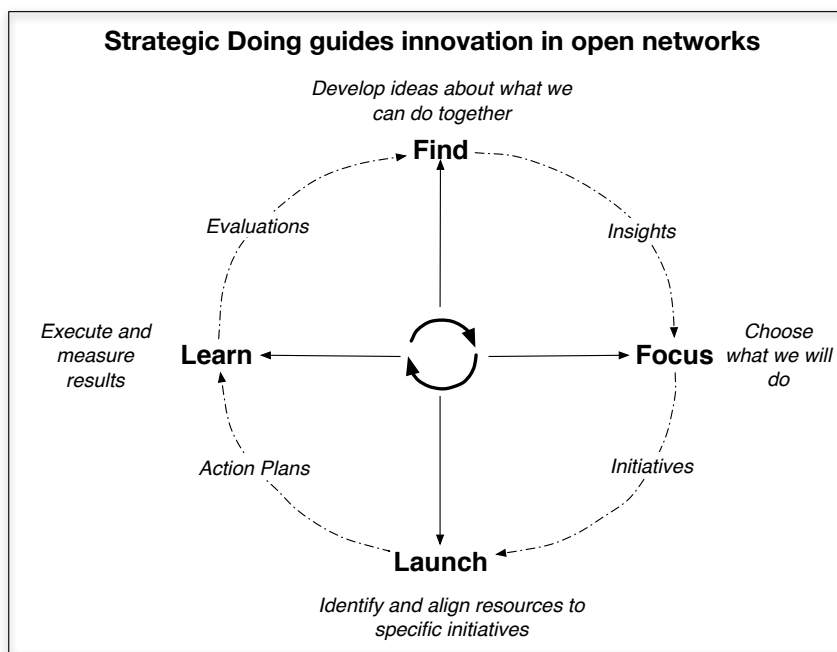 Strategic Doing guides innovation in open networks
Develop ideas about what we
can do together
Find
Evaluations
Insights
Execute and
measure
results
Learn
Focus
Choose
what we will
do
Action Plans
Initiatives
Launch
Identify and align resources to
specific initiatives